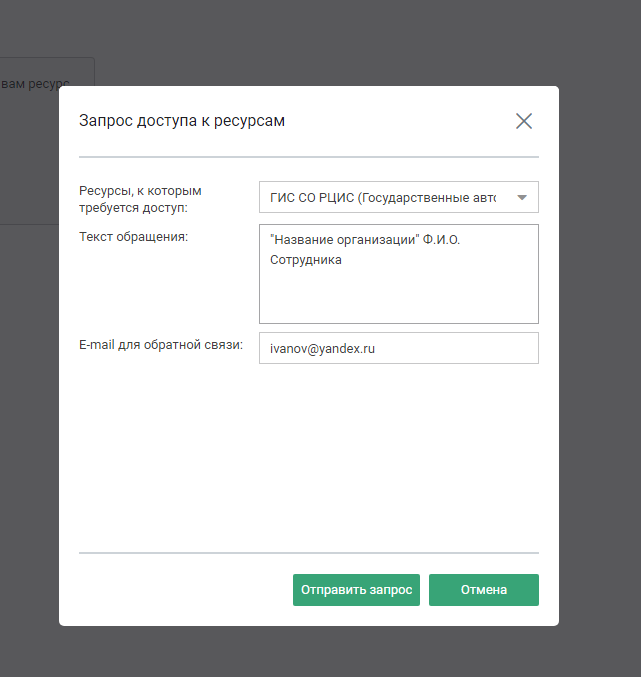 вам ресурс
Запрос доступа к ресурсам
Ресурсы, к которым
требуется доступ:
ГИС СО РЦИС (Государственные авто
Текст обращения:
"Название организации" Ф.И.О.
Сотрудника
E-mail для обратной связи:
ivanov@yandex.ru
Отправить запрос
Отмена